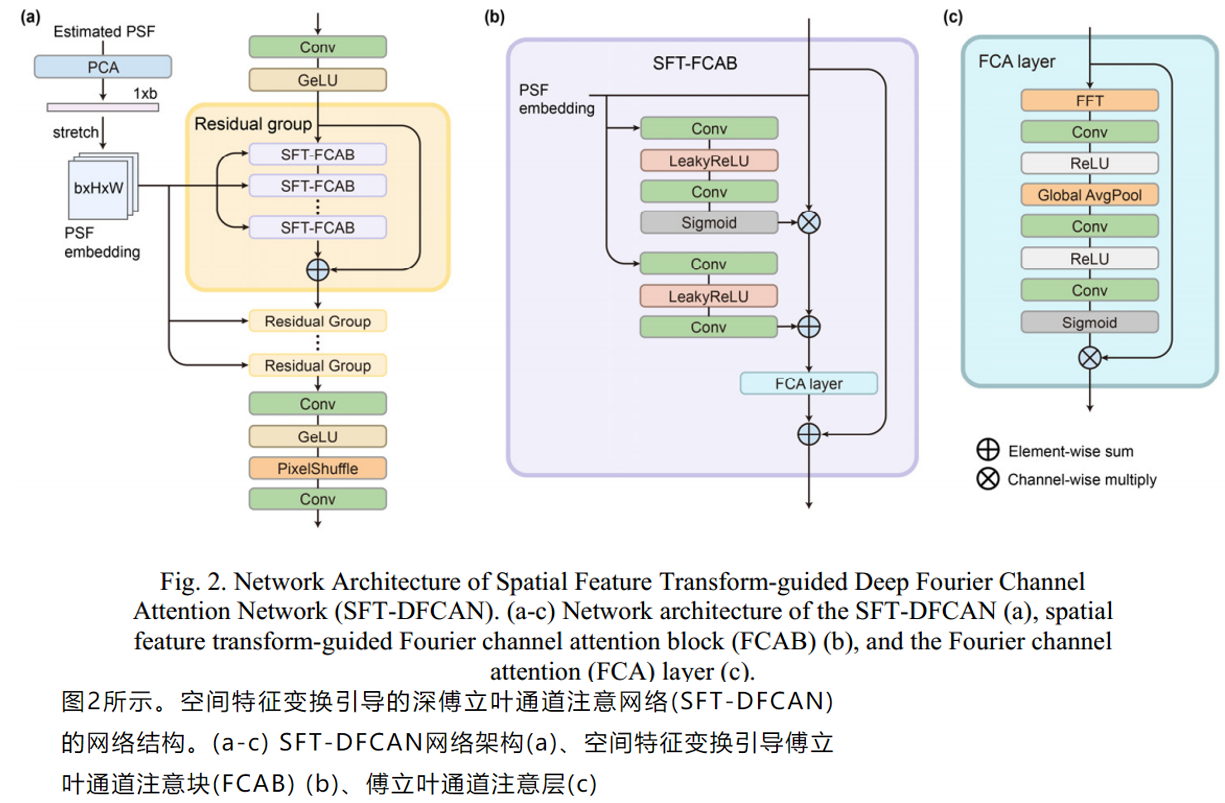 (a)
Estimated PSF
PCA
1xb
stretch
bxHxW
PSF
embedding
Conv
GeLU
Residual group
SFT-FCAB
SFT-FCAB
SFT-FCAB
Residual Group
Residual Group
Conv
GeLU
PixelShuffle
Conv
(b)
SFT-FCAB
PSF
embedding
Conv
LeakyReLU
Conv
Sigmoid
Conv
LeakyReLU
Conv
FCA layer
(c)
FCA layer
FFT
Conv
ReLU
Global AvgPool
Conv
ReLU
Conv
Sigmoid
Element-wise sum
Channel-wise multiply
Fig. 2. Network Architecture of Spatial Feature Transform-guided Deep Fourier Channel
Attention Network (SFT-DFCAN). (a-c) Network architecture of the SFT-DFCAN (a), spatial
feature transform-guided Fourier channel attention block (FCAB) (b), and the Fourier channel
attention (FCA) layer (c).
图2所示。空间特征变换引导的深傅立叶通道注意网络(SFT-DFCAN)
的网络结构。(a-c) SFT-DFCAN网络架构(a)、空间特征变换引导傅立
叶通道注意块(FCAB) (b)、傅立叶通道注意层(c)